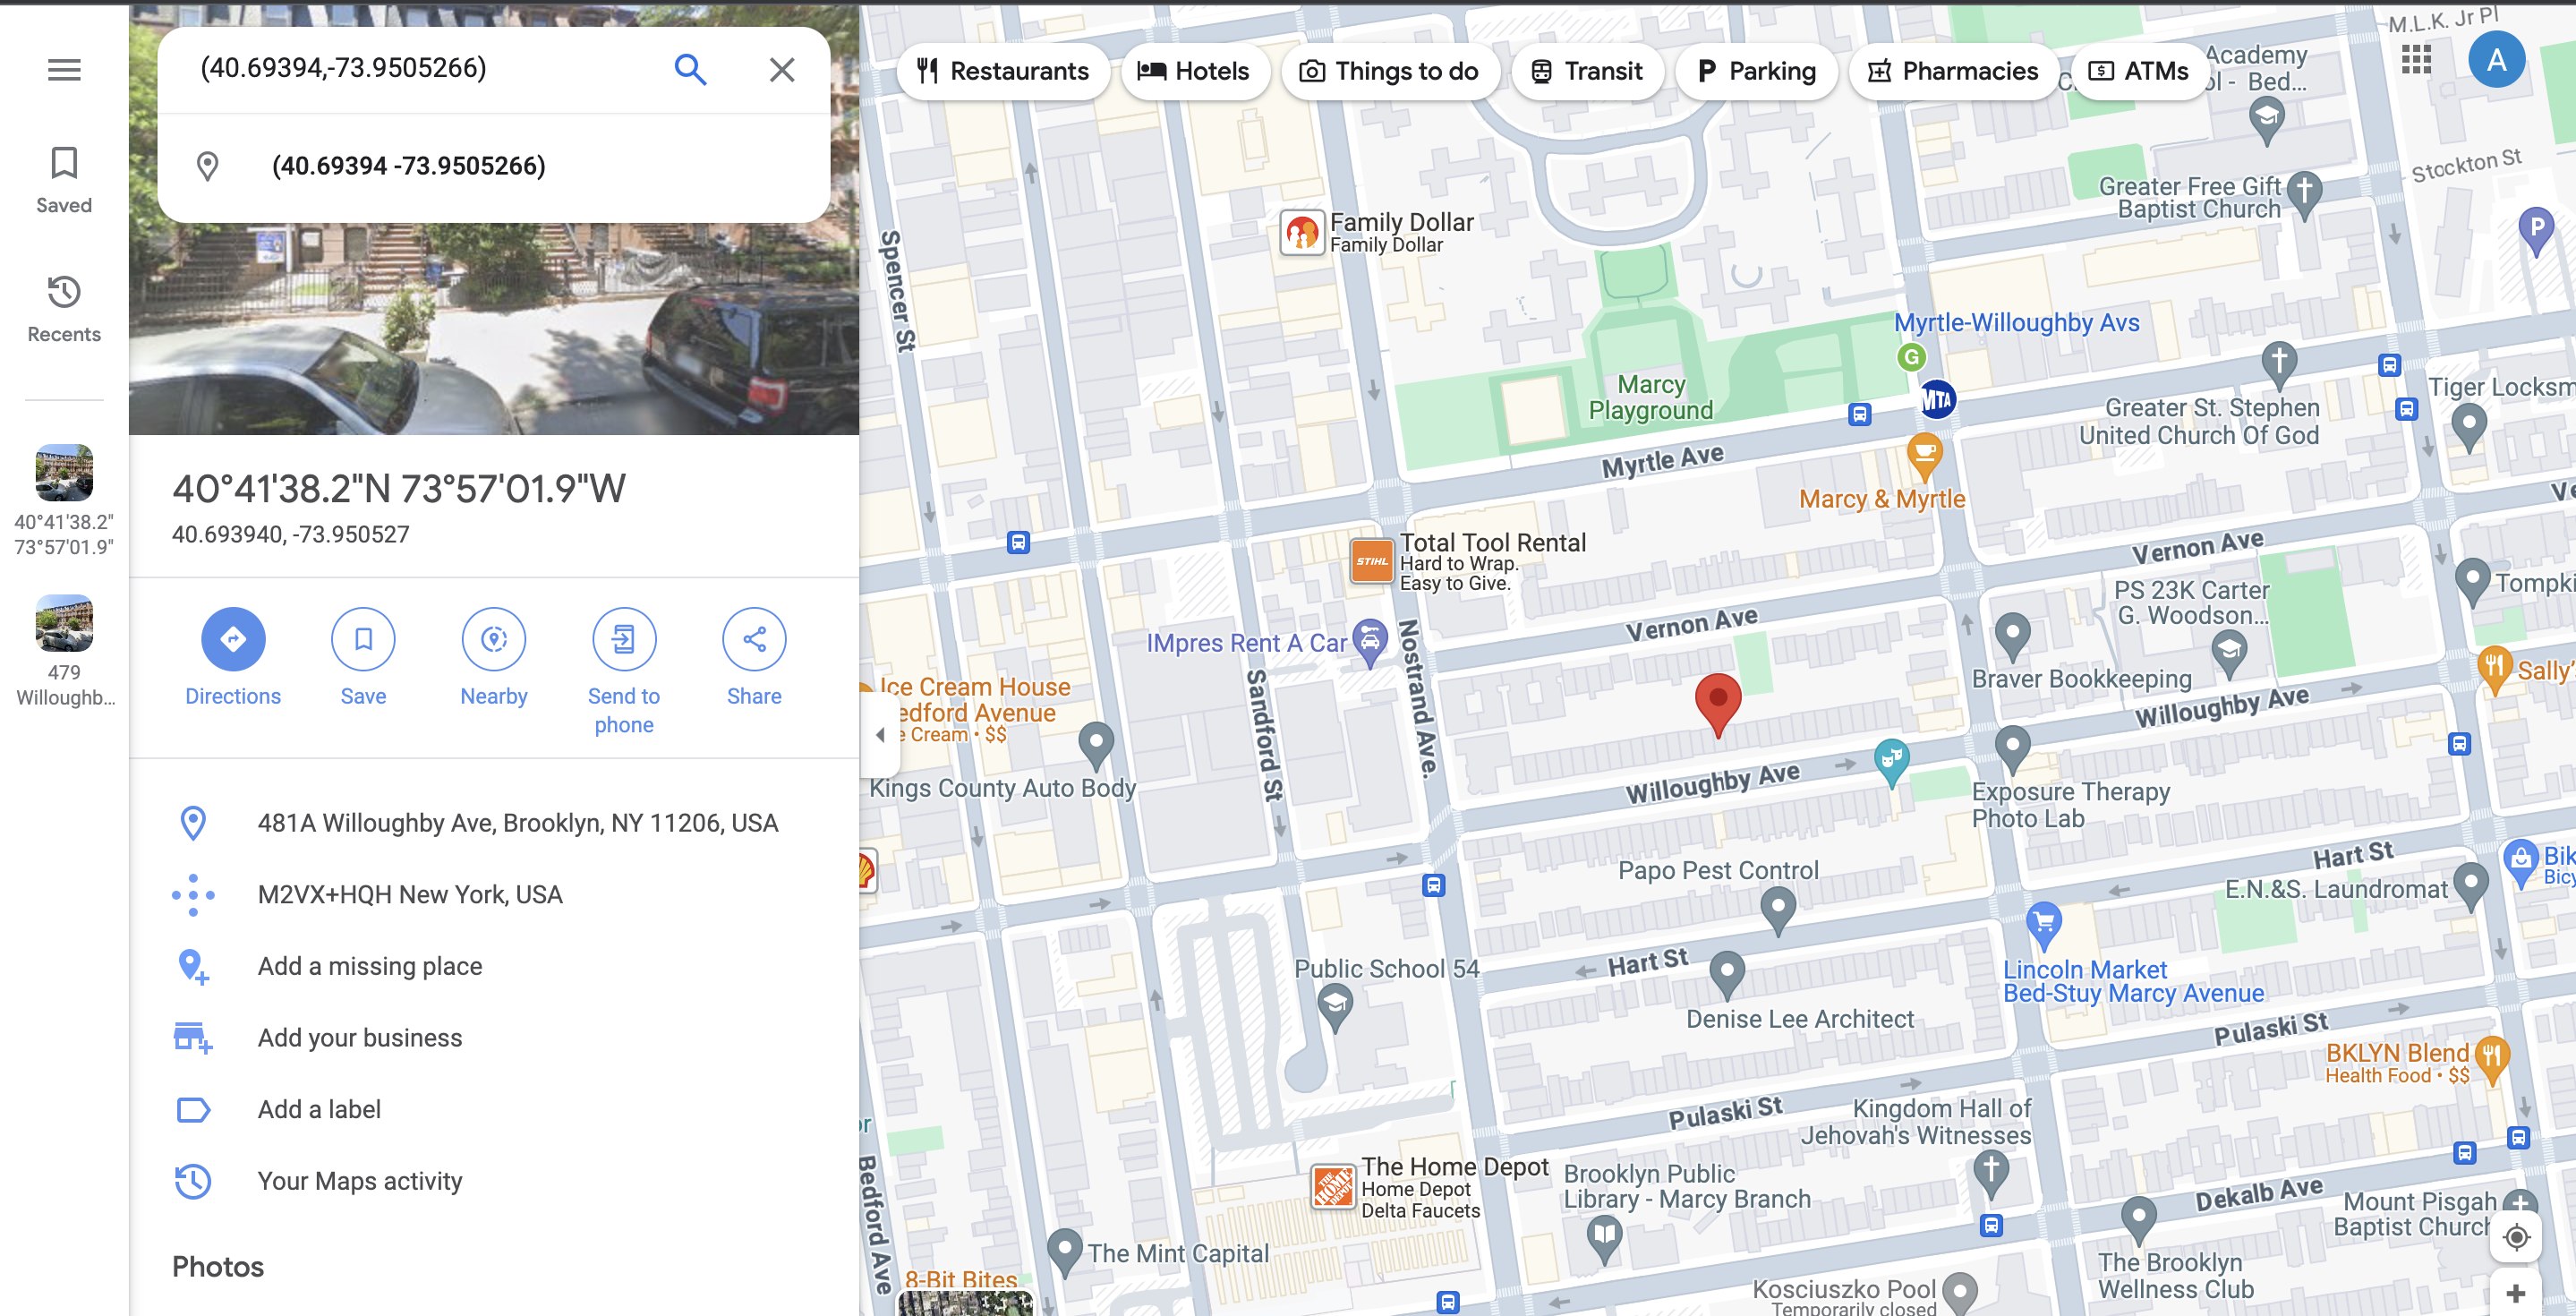 (40.69394,-73.9505266)
(40.69394 -73.9505266)
Saved
Recents
40°41'38.2"
73°57'01.9"
479
Willoughb...
40°41'38.2"N 73°57'01.9"W
40.693940, -73.950527
Directions
Save
Nearby
Send to
phone
Share
481A Willoughby Ave, Brooklyn, NY 11206, USA
M2VX+HQH New York, USA
Add a missing place
Add your business
Add a label
Your Maps activity
Photos
Restaurants
Hotels
Things to do
Transit
P Parking
Pharmacies
ATMs
A
M.L.K. Jr Pl
Academy
ol - Bed...
Stockton St
Greater Free Gift
Baptist Church
P
Family Dollar
Family Dollar
Spencer St
Myrtle-Willoughby Avs
G
MTA
Marcy
Playground
Myrtle Ave
Greater St. Stephen
United Church Of God
Tiger Locksm
Marcy & Myrtle
STIHL
Total Tool Rental
Hard to Wrap.
Easy to Give.
Vernon Ave
Ve
PS 23K Carter
G. Woodson...
Tompki
Vernon Ave
IMpres Rent A Car
Nostrand Ave.
Sandford St
Braver Bookkeeping
Sally's
Willoughby Ave
Ice Cream House
edford Avenue
e Cream • $$
Kings County Auto Body
Willoughby Ave
Exposure Therapy
Photo Lab
Papo Pest Control
Hart St
E.N.&S. Laundromat
Bik
Bicy
Public School 54
Hart St
Denise Lee Architect
Lincoln Market
Bed-Stuy Marcy Avenue
Pulaski St
BKLYN Blend
Health Food • $$
Pulaski St
Kingdom Hall of
Jehovah's Witnesses
or
Bedford Ave
THE HOME DEPOT
The Home Depot
Home Depot
Delta Faucets
Brooklyn Public
Library - Marcy Branch
Dekalb Ave
Mount Pisgah
Baptist Church
The Mint Capital
The Brooklyn
Wellness Club
8-Bit Bites
Kosciuszko Pool
Temporarily closed